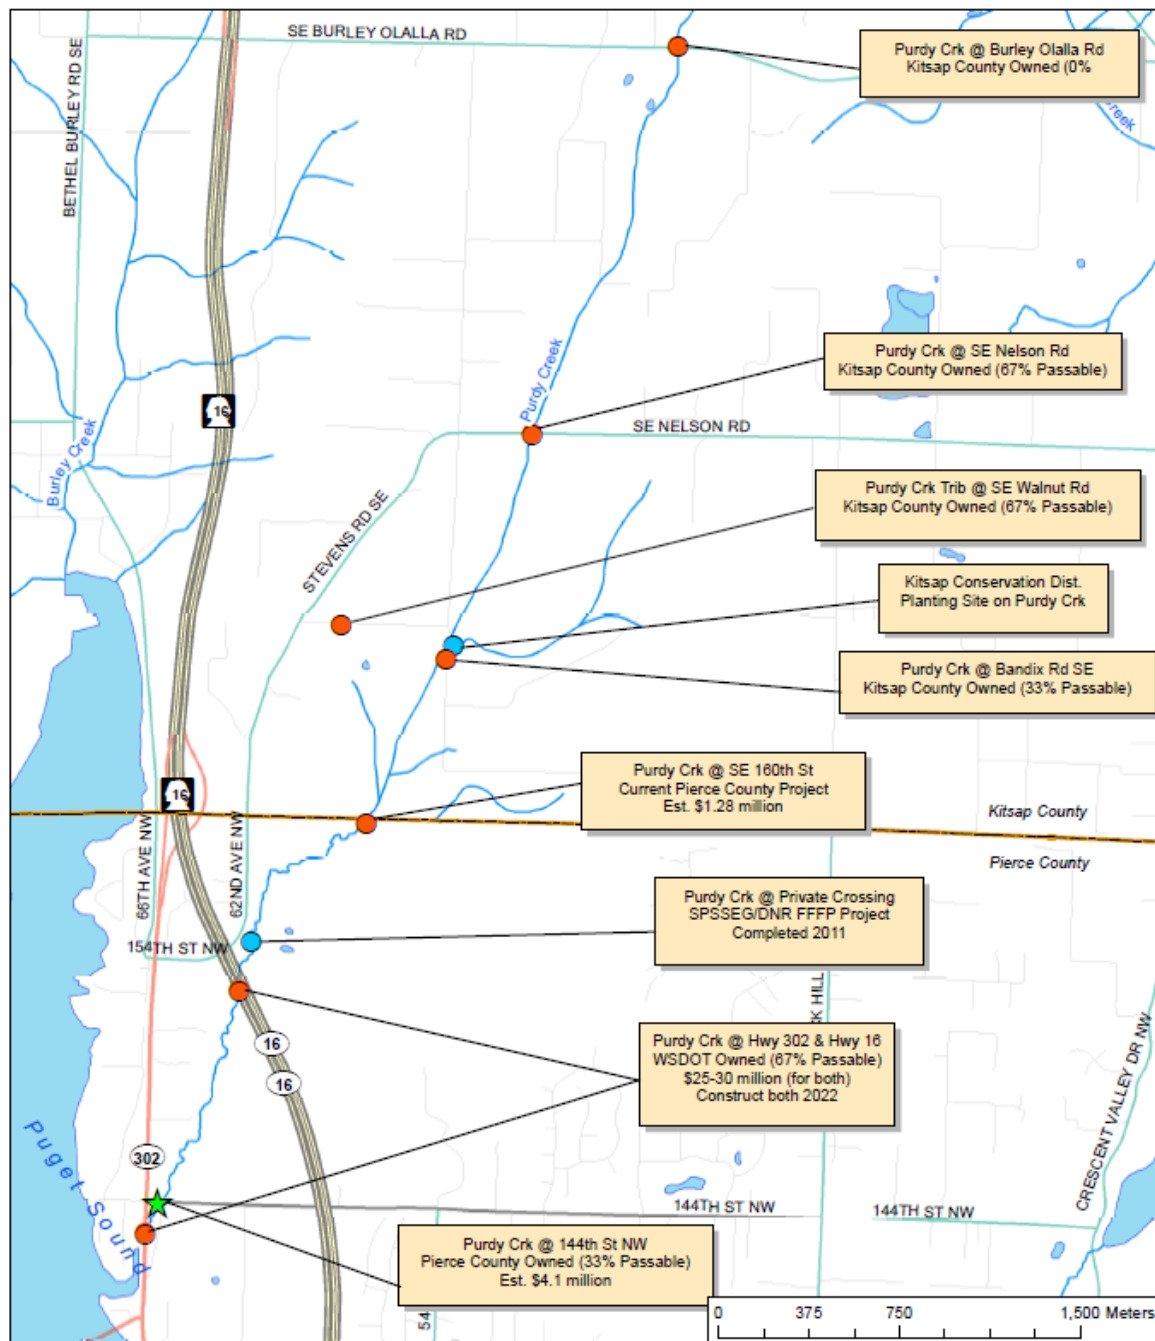 SE BURLEY OLALLA RD
Purdy Crk @ Burley Olalla Rd
Kitsap County Owned (0%
BETHEL BURLEY RD SE
Creek
Purdy Crk @ SE Nelson Rd
Kitsap County Owned (67% Passable)
Purdy Creek
16
SE NELSON RD
Burley Creek
Purdy Crk Trib @ SE Walnut Rd
Kitsap County Owned (67% Passable)
STEVENS RD SE
Kitsap Conservation Dist.
Planting Site on Purdy Crk
Purdy Crk @ Bandix Rd SE
Kitsap County Owned (33% Passable)
Purdy Crk @ SE 160th St
Current Pierce County Project
Est. $1.28 million
16
Kitsap County
Pierce County
66TH AVE NW
62ND AVE NW
Purdy Crk @ Private Crossing
SPSSEG/DNR FFFP Project
Completed 2011
154TH ST NW
HILL
CRESCENT VALLEY DR NW
Purdy Crk @ Hwy 302 & Hwy 16
WSDOT Owned (67% Passable)
$25-30 million (for both)
Construct both 2022
16
16
Puget Sound
302
144TH ST NW
144TH ST NW
Purdy Crk @ 144th St NW
Pierce County Owned (33% Passable)
Est. $4.1 million
54
0 375 750 1,500 Meters